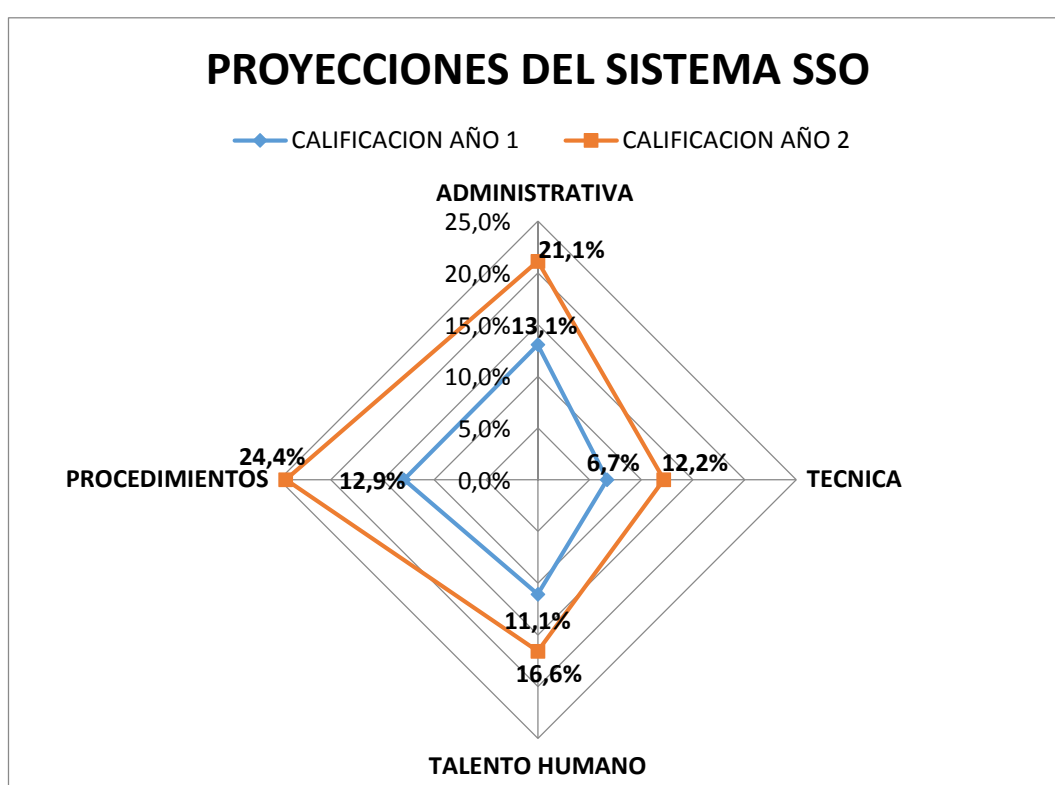 PROYECCIONES DEL SISTEMA SSO
CALIFICACION AÑO 1 CALIFICACION AÑO 2
ADMINISTRATIVA
25,0%
21,1%
20,0%
15,0% 13,1%
10,0%
5,0%
24,4% 6,7% 12,2%
PROCEDIMIENTOS 12,9% 0,0% TECNICA
11,1%
16,6%
TALENTO HUMANO